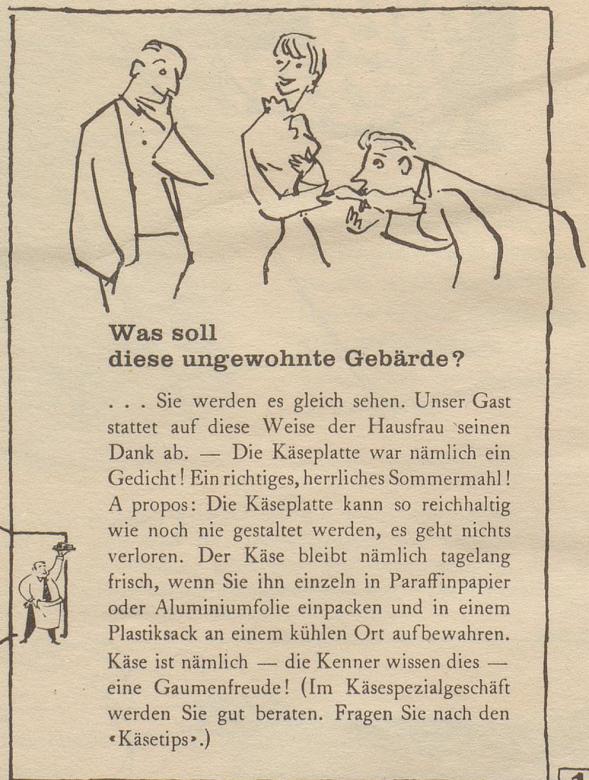 Was soll
diese ungewohnte Gebärde?
. . . Sie werden es gleich sehen. Unser Gast
stattet auf diese Weise der Hausfrau seinen
Dank ab. — Die Käseplatte war nämlich ein
Gedicht! Ein richtiges, herrliches Sommermahl!
A propos: Die Käseplatte kann so reichhaltig
wie noch nie gestaltet werden, es geht nichts
verloren. Der Käse bleibt nämlich tagelang
frisch, wenn Sie ihn einzeln in Paraffinpapier
oder Aluminiumfolie einpacken und in einem
Plastiksack an einem kühlen Ort aufbewahren.
Käse ist nämlich — die Kenner wissen dies —
eine Gaumenfreude! (Im Käsespezialgeschäft
werden Sie gut beraten. Fragen Sie nach den
«Käsetips».)